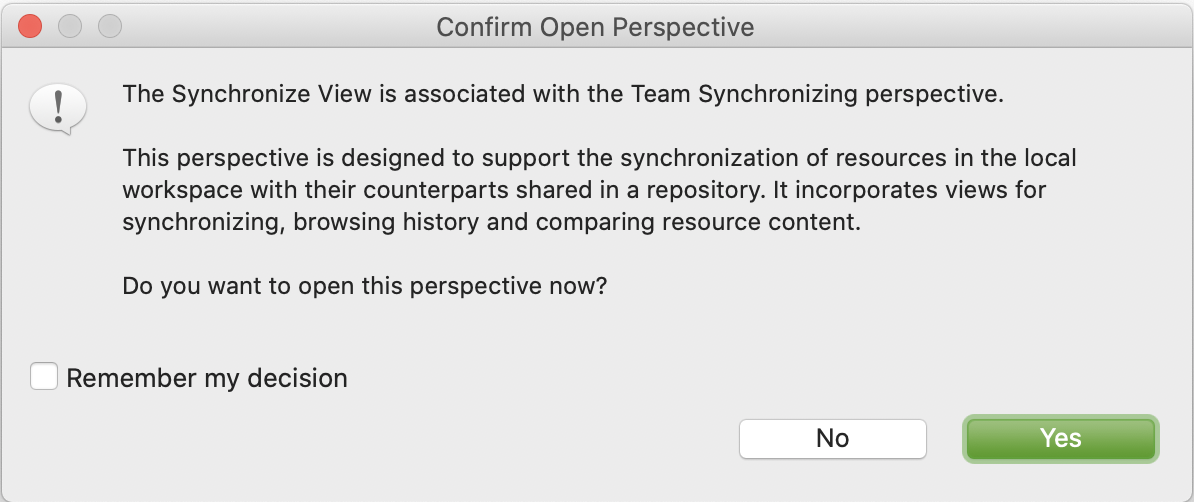 Confirm Open Perspective
The Synchronize View is associated with the Team Synchronizing perspective.
This perspective is designed to support the synchronization of resources in the local
workspace with their counterparts shared in a repository. It incorporates views for
synchronizing, browsing history and comparing resource content.
Do you want to open this perspective now?
Remember my decision
No
Yes